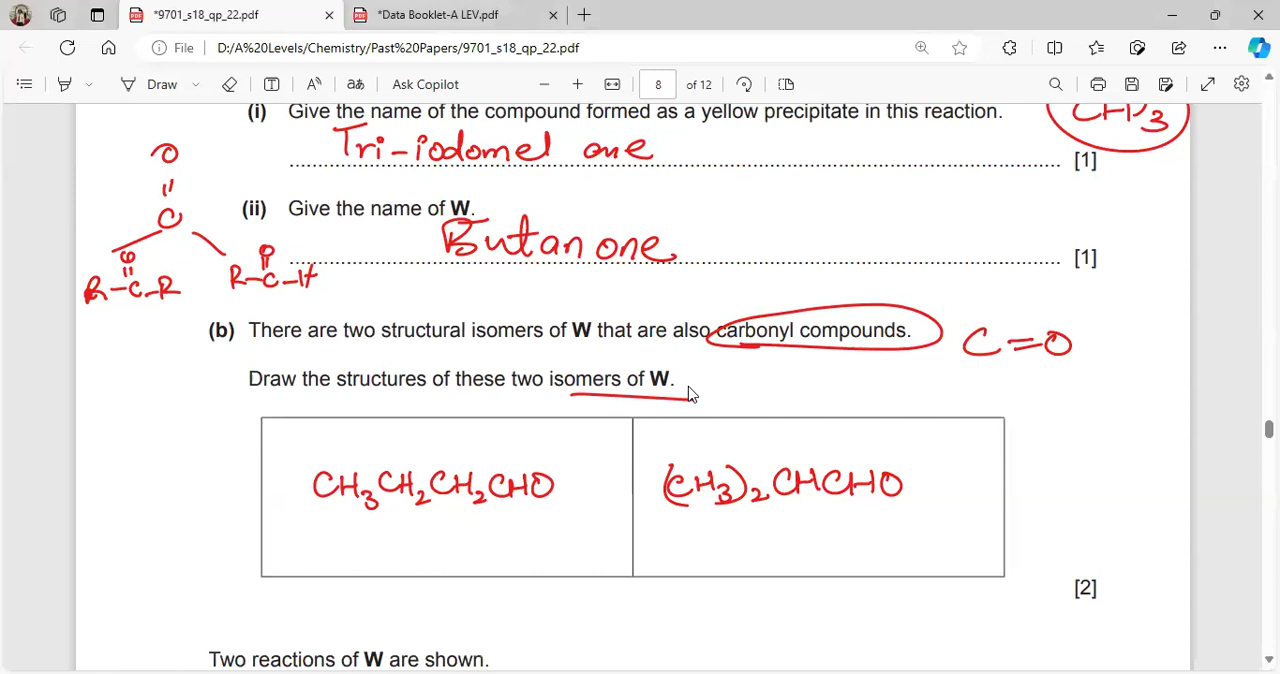 *9701_s18_qp_22.pdf
*Data Booklet-A LEV.pdf
File D:/A%20Levels/Chemistry/Past%20Papers/9701_s18_qp_22.pdf
Draw
Ask Copilot
8 of 12
(i) Give the name of the compound formed as a yellow precipitate in this reaction.
Tri-iodomel one
[1]
(ii) Give the name of W.
Butanone
[1]
O
=
C
O
=
R-C-R
O
=
R-C-H
(b) There are two structural isomers of W that are also carbonyl compounds.
C=O
Draw the structures of these two isomers of W.
CH3CH2CH2CHO
(CH3)2CHCHO
[2]
Two reactions of W are shown.